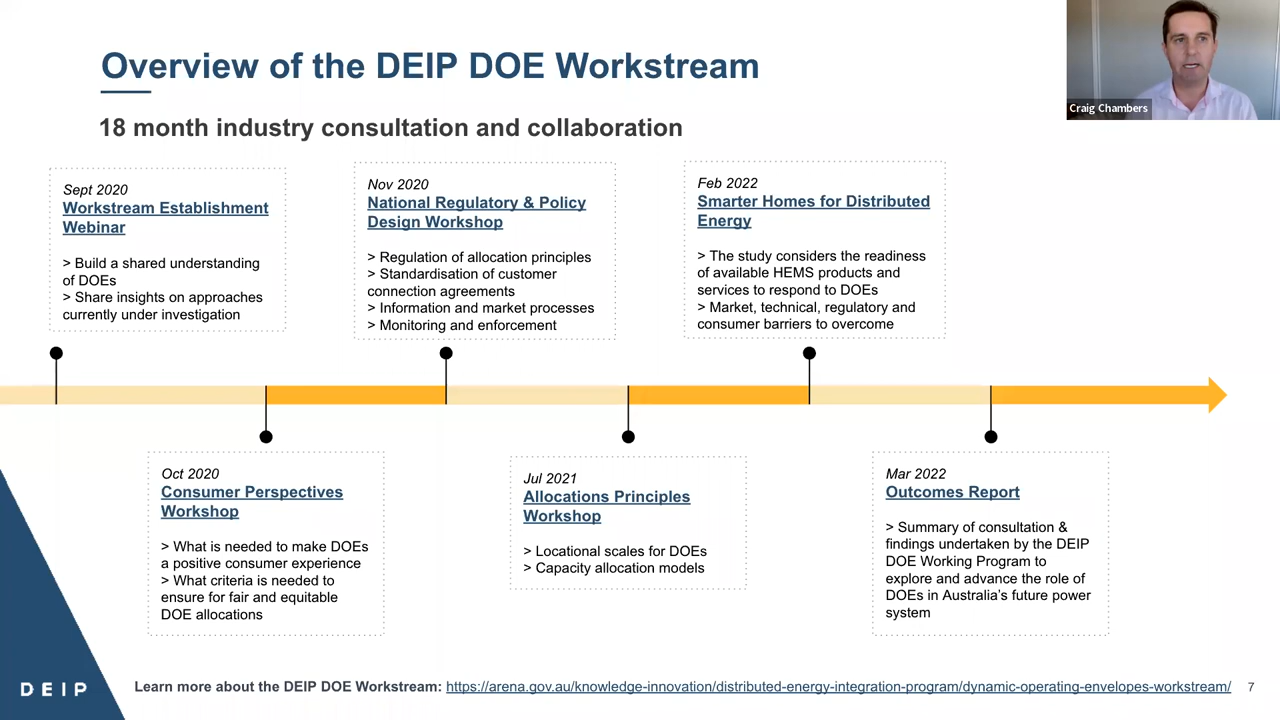 Overview of the DEIP DOE Workstream
Craig Chambers
18 month industry consultation and collaboration
Sept 2020
Workstream Establishment
Webinar
> Build a shared understanding
of DOEs
> Share insights on approaches
currently under investigation
Nov 2020
National Regulatory & Policy
Design Workshop
> Regulation of allocation principles
> Standardisation of customer
connection agreements
> Information and market processes
> Monitoring and enforcement
Feb 2022
Smarter Homes for Distributed
Energy
> The study considers the readiness
of available HEMS products and
services to respond to DOEs
> Market, technical, regulatory and
consumer barriers to overcome
Oct 2020
Consumer Perspectives
Workshop
> What is needed to make DOEs
a positive consumer experience
> What criteria is needed to
ensure for fair and equitable
DOE allocations
Jul 2021
Allocations Principles
Workshop
> Locational scales for DOEs
> Capacity allocation models
Mar 2022
Outcomes Report
> Summary of consultation &
findings undertaken by the DEIP
DOE Working Program to
explore and advance the role of
DOEs in Australia's future power
system
DEIP
Learn more about the DEIP DOE Workstream: https://arena.gov.au/knowledge-innovation/distributed-energy-integration-program/dynamic-operating-envelopes-workstream/
7